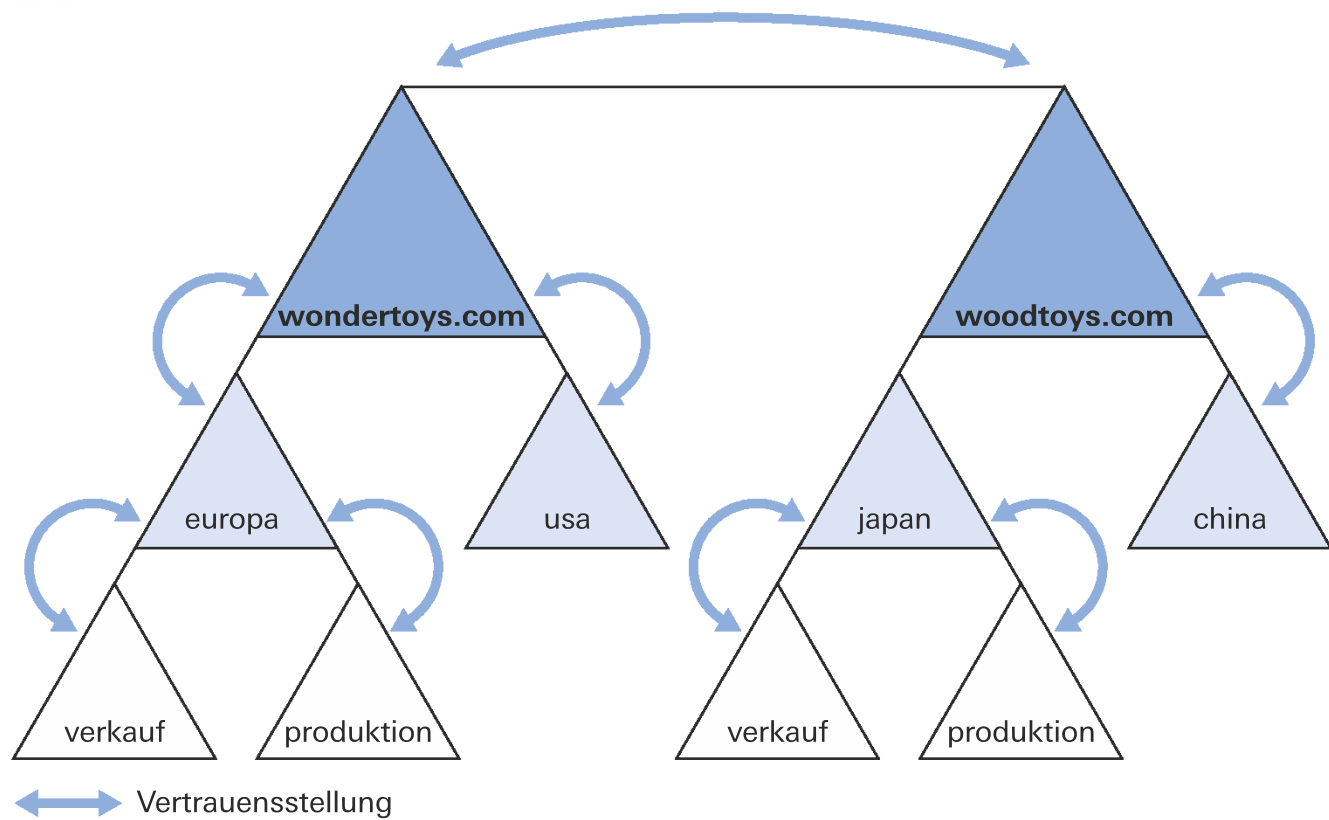 wondertoys.com
woodtoys.com
europa
usa
japan
china
verkauf
produktion
verkauf
produktion
Vertrauensstellung